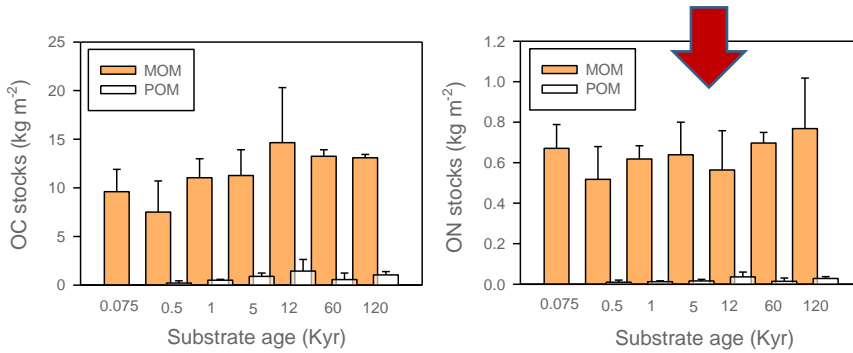 25
20
15
10
5
0
OC stocks (kg m-2)
MOM
POM
0.075 0.5 1 5 12 60 120
Substrate age (Kyr)
1.2
1.0
0.8
0.6
0.4
0.2
0.0
ON stocks (kg m-2)
MOM
POM
0.075 0.5 1 5 12 60 120
Substrate age (Kyr)